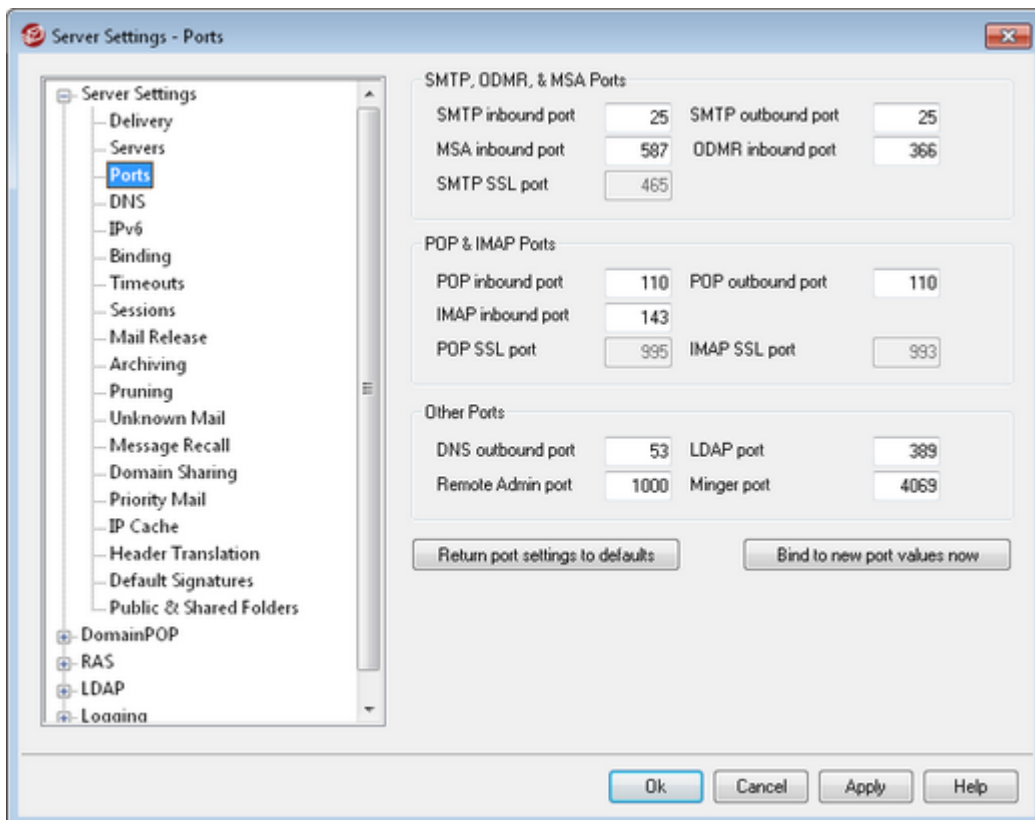 Server Settings - Ports
Server Settings
Delivery
Servers
Ports
DNS
IPv6
Binding
Timeouts
Sessions
Mail Release
Archiving
Pruning
Unknown Mail
Message Recall
Domain Sharing
Priority Mail
IP Cache
Header Translation
Default Signatures
Public & Shared Folders
DomainPOP
RAS
LDAP
Logging
SMTP, ODMR, & MSA Ports
SMTP inbound port 25 SMTP outbound port 25
MSA inbound port 587 ODMR inbound port 366
SMTP SSL port 465
POP & IMAP Ports
POP inbound port 110 POP outbound port 110
IMAP inbound port 143
POP SSL port 995 IMAP SSL port 993
Other Ports
DNS outbound port 53 LDAP port 389
Remote Admin port 1000 Minger port 4069
Return port settings to defaults Bind to new port values now
Ok Cancel Apply Help